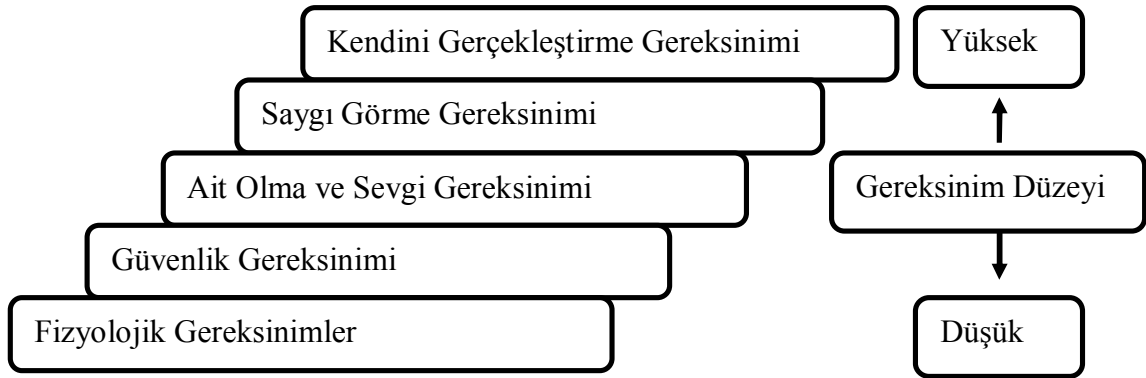 Kendini Gerçekleştirme Gereksinimi
Yüksek
Saygı Görme Gereksinimi
Ait Olma ve Sevgi Gereksinimi
Gereksinim Düzeyi
Güvenlik Gereksinimi
Fizyolojik Gereksinimler
Düşük